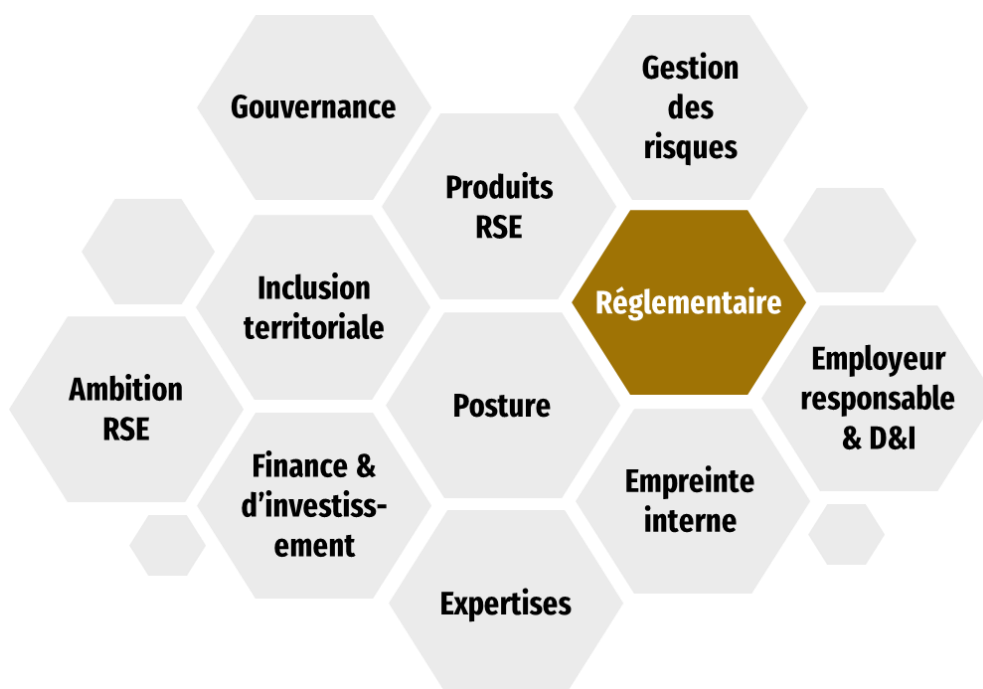 Gouvernance
Gestion
des
risques
Produits
RSE
Inclusion
territoriale
Réglementaire
Ambition
RSE
Posture
Employeur
responsable
& D&I
Finance &
d’investiss-
ement
Empreinte
interne
Expertises